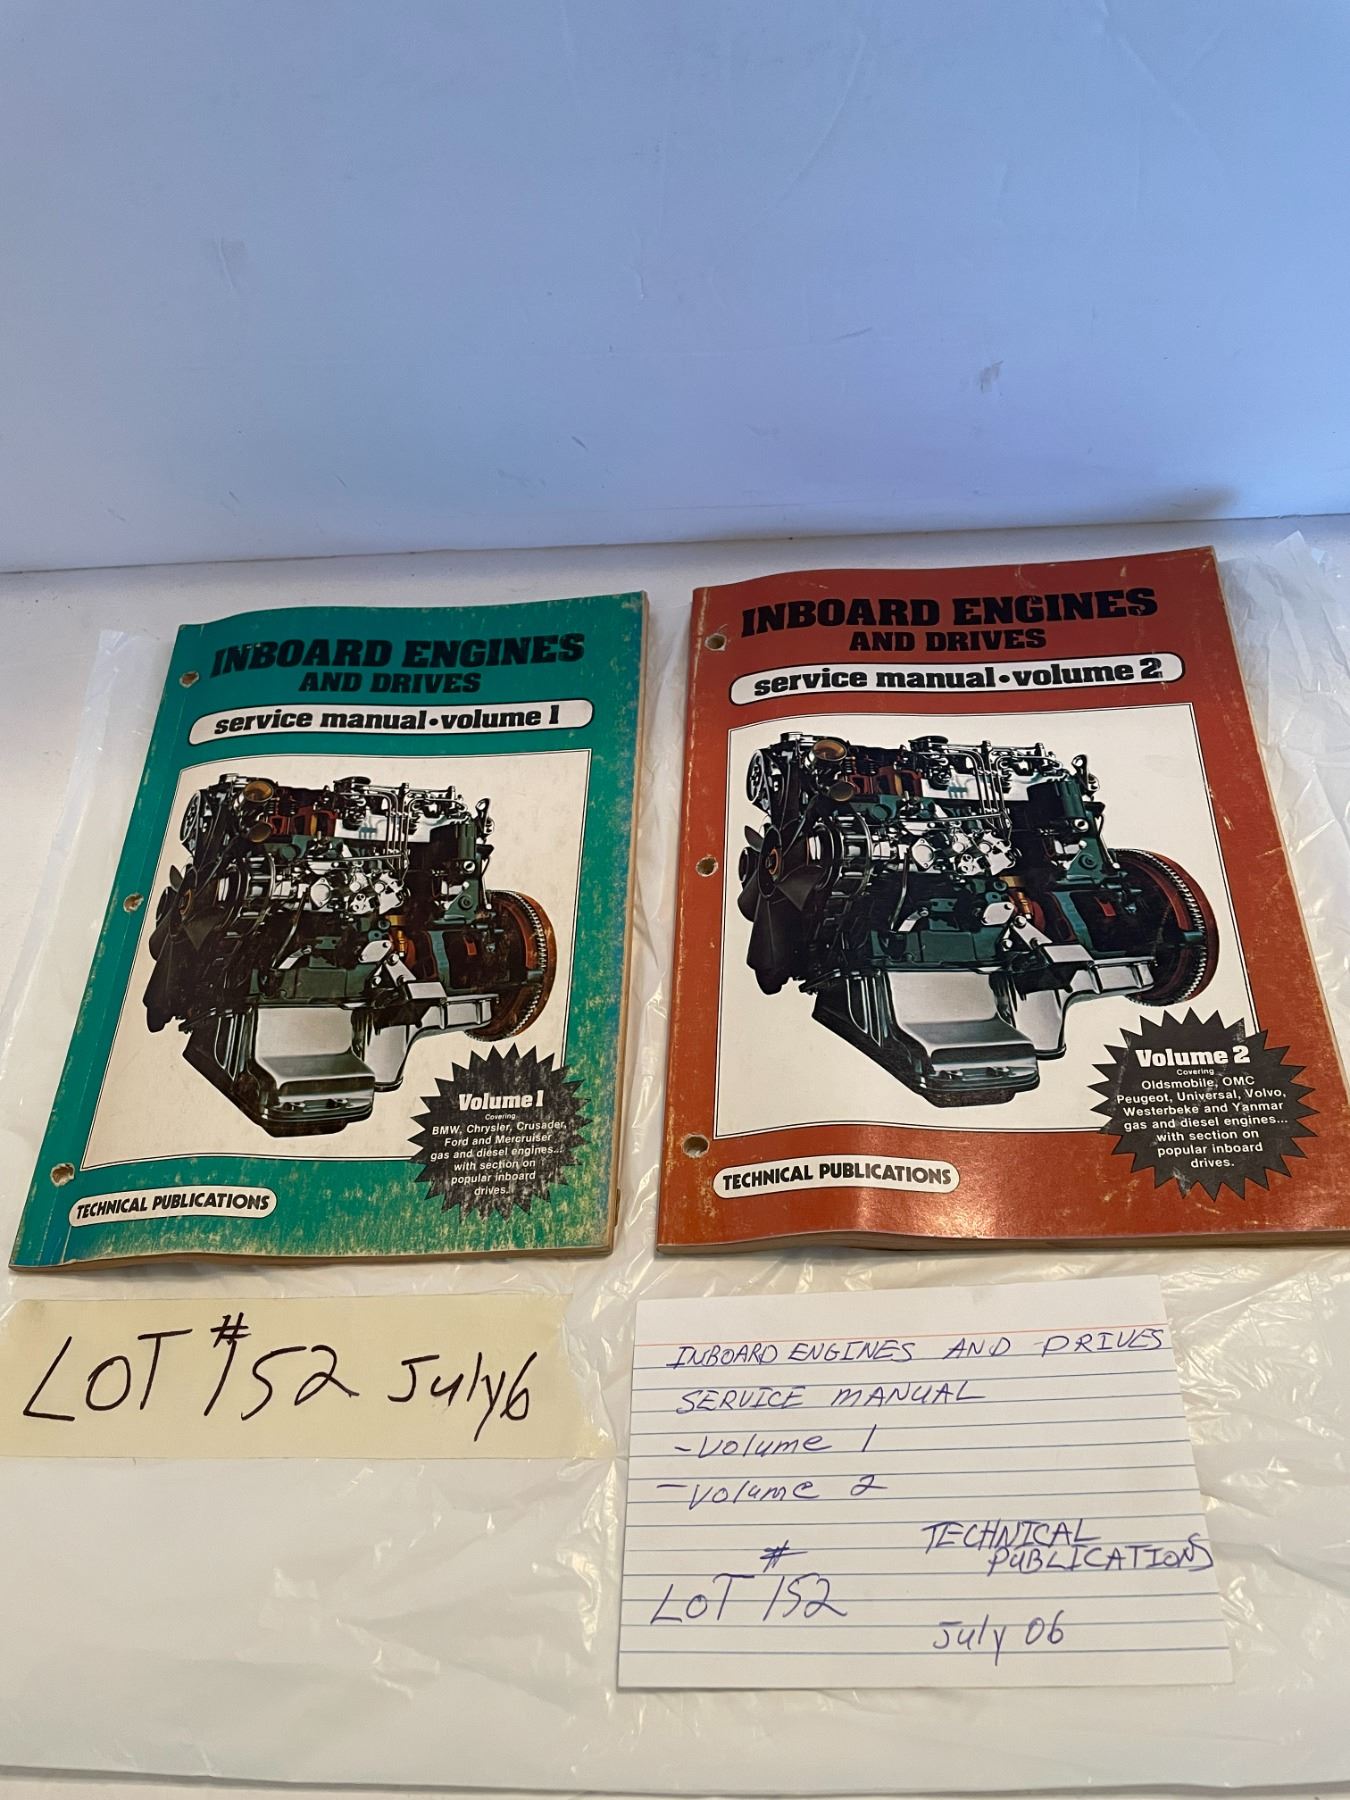 INBOARD ENGINES
AND DRIVES
service manual•volume 1
Volume 1
Covering
BMW, Chrysler, Crusader,
Ford and Mercruiser
gas and diesel engines...
with section on
popular inboard
drives.
TECHNICAL PUBLICATIONS
INBOARD ENGINES
AND DRIVES
service manual•volume 2
Volume 2
Covering
Oldsmobile, OMC
Peugeot, Universal, Volvo,
Westerbeke and Yanmar
gas and diesel engines...
with section on
popular inboard
drives.
TECHNICAL PUBLICATIONS
LOT #152 July 6
INBOARD ENGINES AND DRIVES
SERVICE MANUAL
-Volume 1
-Volume 2
TECHNICAL
PUBLICATIONS
LOT #152
July 06